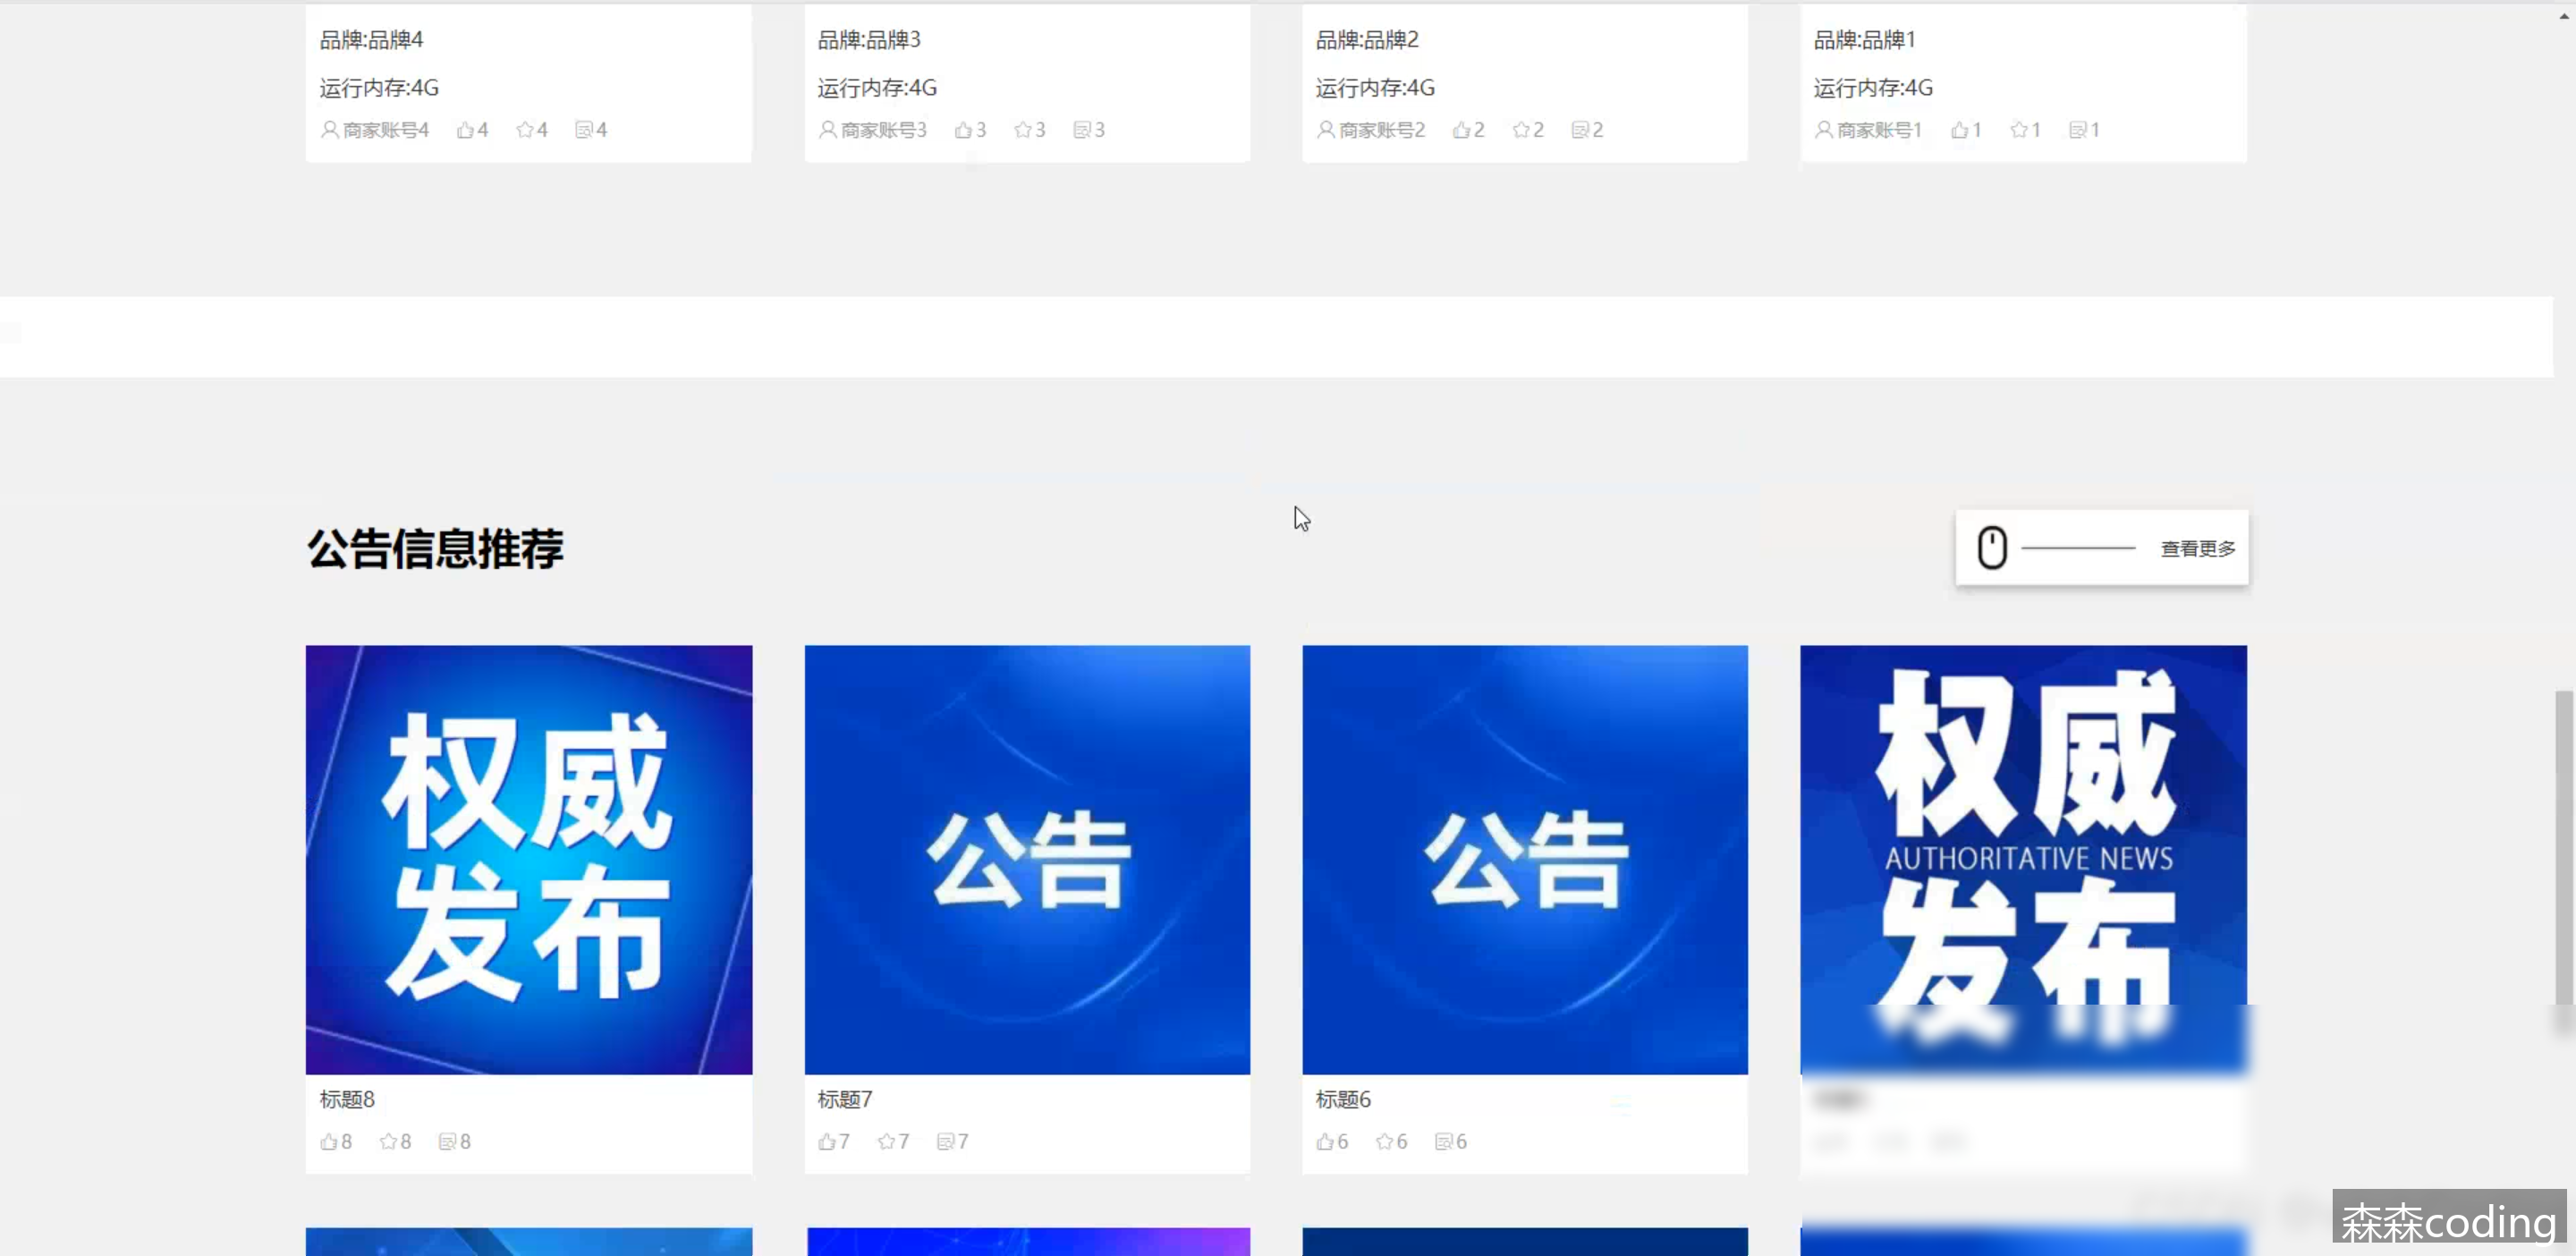 品牌:品牌4
品牌:品牌3
品牌:品牌2
品牌:品牌1
运行内存:4G
运行内存:4G
运行内存:4G
运行内存:4G
商家账号4 4 4 4
商家账号3 3 3 3
商家账号2 2 2 2
商家账号1 1 1 1
公告信息推荐
查看更多
权威
发布
公告
公告
权威
AUTHORITATIVE NEWS
发布
标题8
标题7
标题6
8 8 8
7 7 7
6 6 6
森森coding